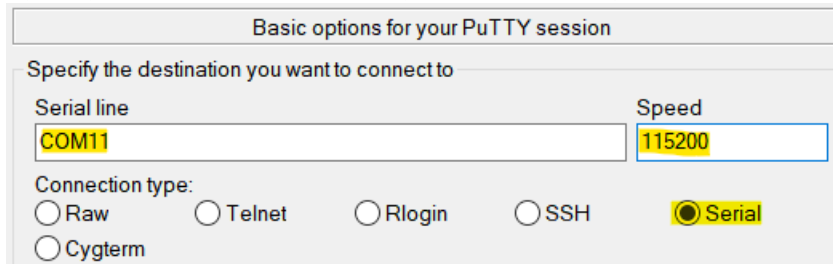 Basic options for your PuTTY session
Specify the destination you want to connect to
Serial line Speed
COM11 115200
Connection type:
Raw Telnet Rlogin SSH Serial
Cygterm